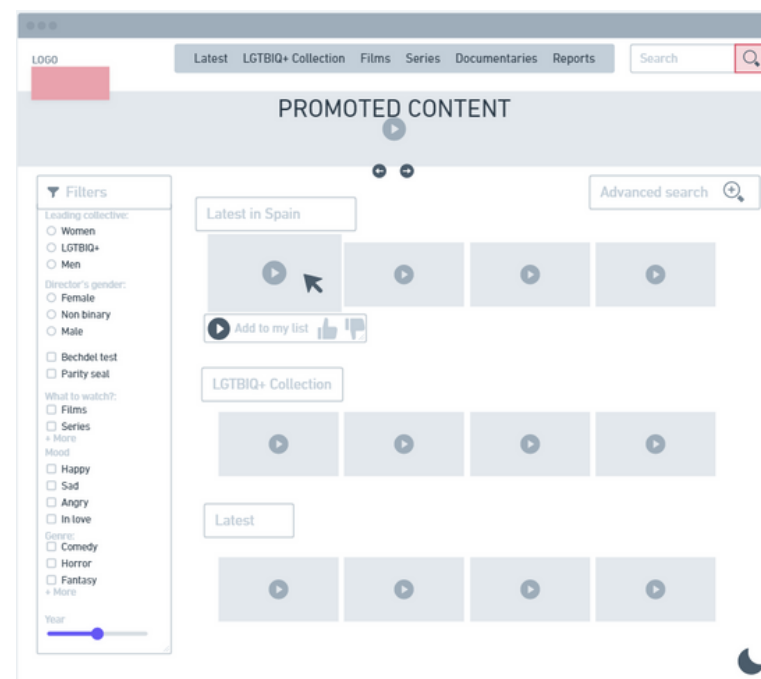 LOGO
Latest LGTBIQ+ Collection Films Series Documentaries Reports
Search
PROMOTED CONTENT
Filters
Leading collective:
Women
LGTBIQ+
Men
Director's gender:
Female
Non binary
Male
Bechdel test
Parity seal
What to watch?:
Films
Series
+ More
Mood
Happy
Sad
Angry
In love
Genre:
Comedy
Horror
Fantasy
+ More
Year
Advanced search
Latest in Spain
Add to my list
LGTBIQ+ Collection
Latest